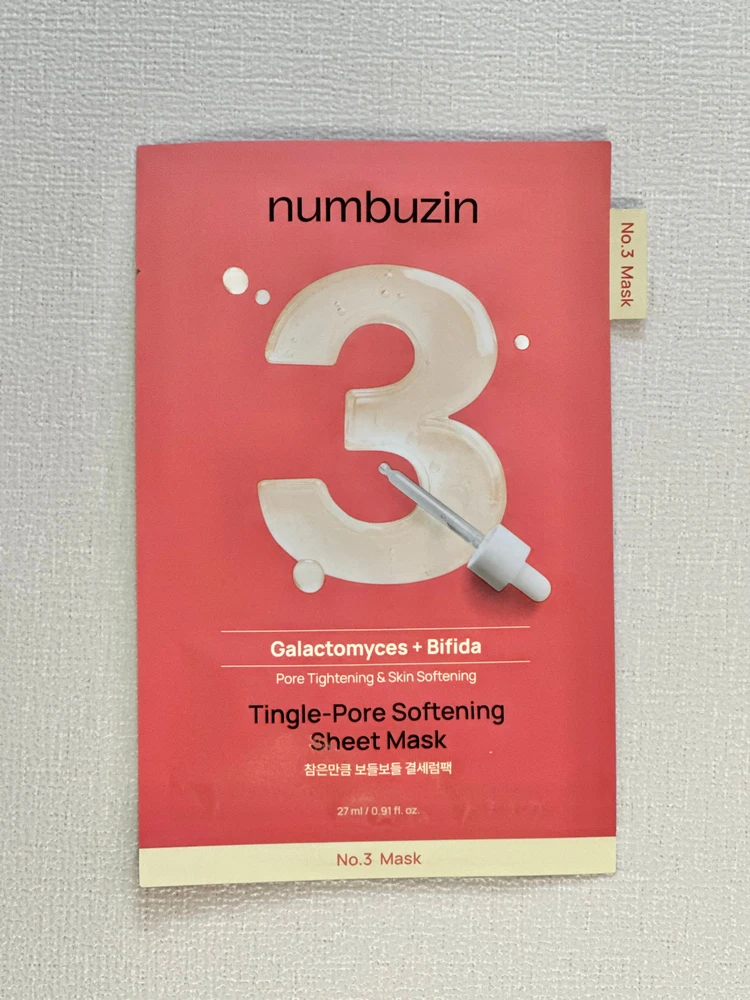 numbuzin
No.3 Mask
3
Galactomyces + Bifida
Pore Tightening & Skin Softening
Tingle-Pore Softening
Sheet Mask
참은만큼 보들보들 결세럼팩
27 ml / 0.91 fl. oz.
No.3 Mask